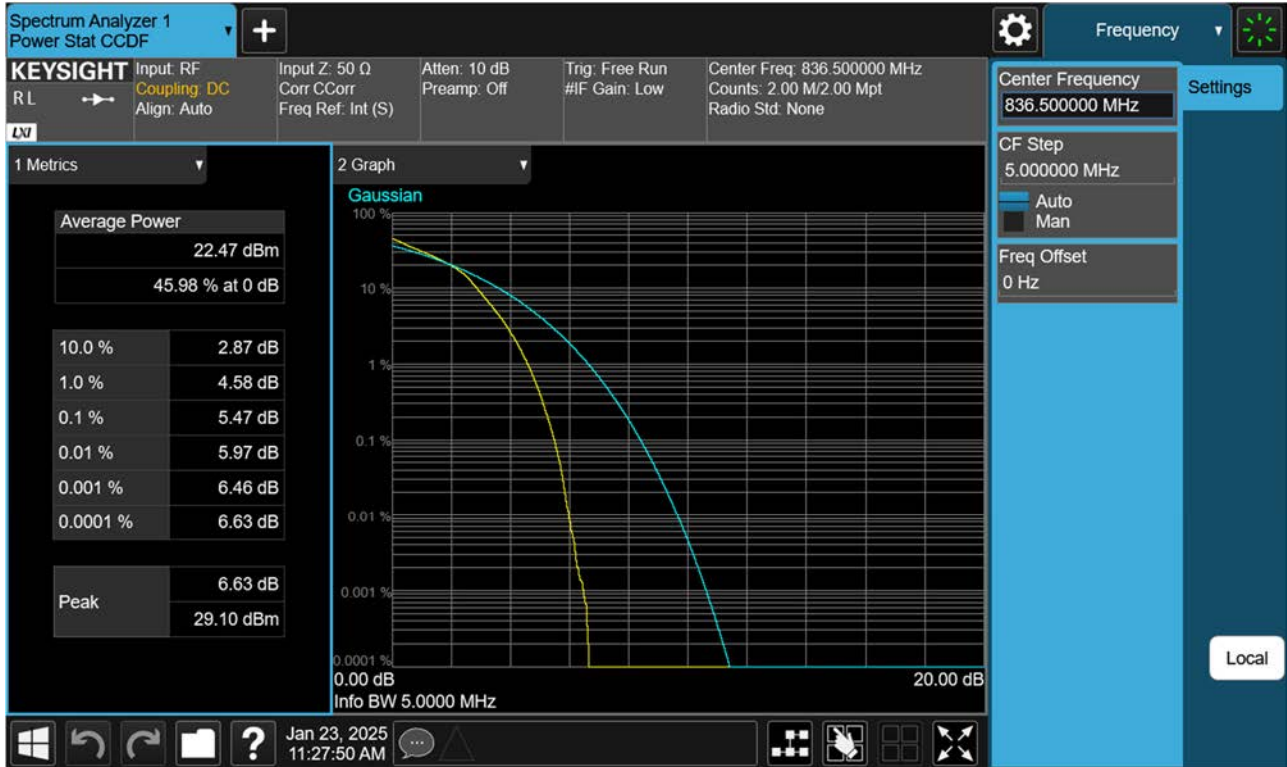 Spectrum Analyzer 1
Power Stat CCDF
+
Frequency
KEYSIGHT
R L
LXI
Input: RF
Coupling: DC
Align: Auto
Input Z: 50 Ω
Corr CCorr
Freq Ref: Int (S)
Atten: 10 dB
Preamp: Off
Trig: Free Run
#IF Gain: Low
Center Freq: 836.500000 MHz
Counts: 2.00 M/2.00 Mpt
Radio Std: None
Center Frequency
836.500000 MHz
Settings
CF Step
5.000000 MHz
Auto
Man
Freq Offset
0 Hz
1 Metrics
Average Power
22.47 dBm
45.98 % at 0 dB
10.0 % 2.87 dB
1.0 % 4.58 dB
0.1 % 5.47 dB
0.01 % 5.97 dB
0.001 % 6.46 dB
0.0001 % 6.63 dB
Peak
6.63 dB
29.10 dBm
2 Graph
Gaussian
100 %
10 %
1 %
0.1 %
0.01 %
0.001 %
0.0001 %
0.00 dB 20.00 dB
Info BW 5.0000 MHz
Local
?
Jan 23, 2025
11:27:50 AM